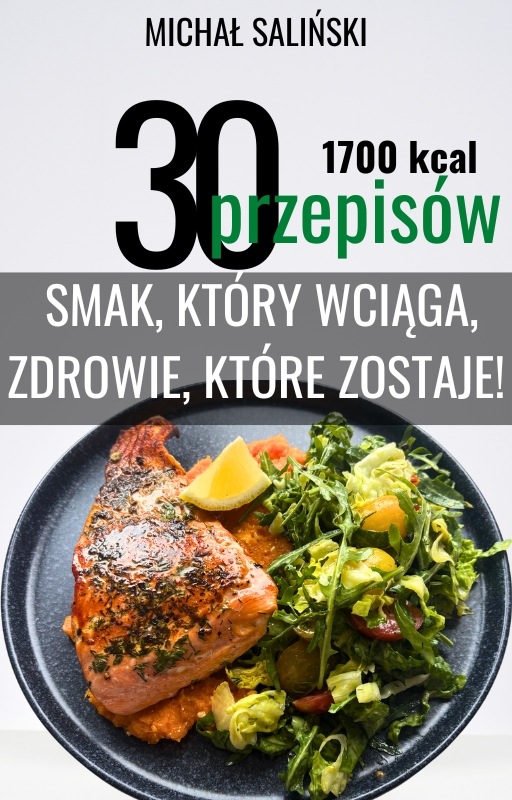 MICHAŁ SALIŃSKI
30
1700 kcal
przepisów
SMAK, KTÓRY WCIĄGA,
ZDROWIE, KTÓRE ZOSTAJE!